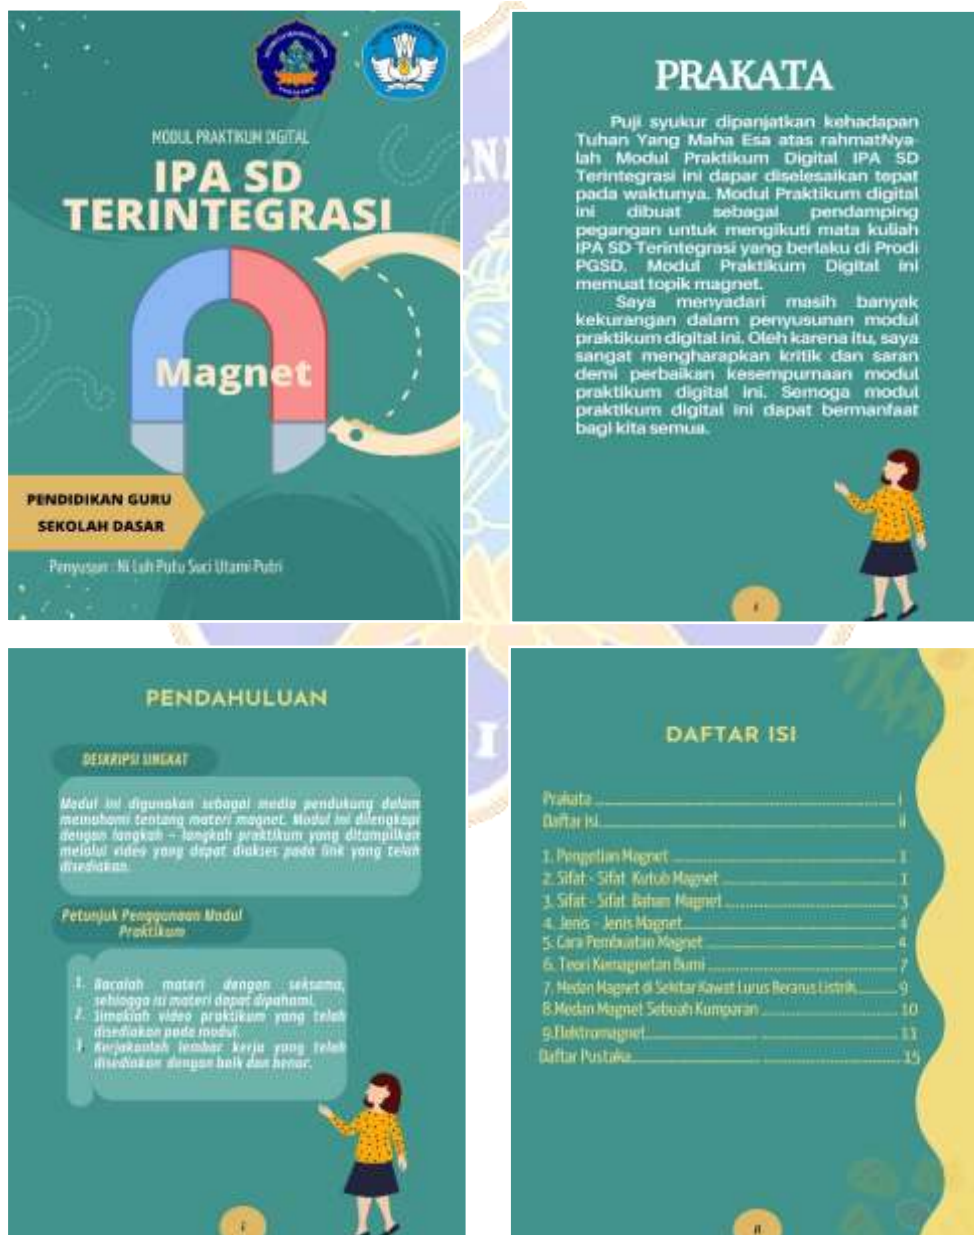 MODUL PRAKTIKUM DIGITAL
IPA SD
TERINTEGRASI
Magnet
PENDIDIKAN GURU
SEKOLAH DASAR
Penyusun : Ni Luh Putu Suci Utami Putri
PRAKATA
Puji syukur dipanjatkan kehadapan
Tuhan Yang Maha Esa atas rahmatNya-
lah Modul Praktikum Digital IPA SD
Terintegrasi ini dapar diselesaikan tepat
pada waktunya. Modul Praktikum digital
ini dibuat sebagai pendamping
pegangan untuk mengikuti mata kuliah
IPA SD Terintegrasi yang berlaku di Prodi
PGSD. Modul Praktikum Digital ini
memuat topik magnet.
Saya menyadari masih banyak
kekurangan dalam penyusunan modul
praktikum digital ini. Oleh karena itu, saya
sangat mengharapkan kritik dan saran
demi perbaikan kesempurnaan modul
praktikum digital ini. Semoga modul
praktikum digital ini dapat bermanfaat
bagi kita semua.
i
PENDAHULUAN
DESKRIPSI SINGKAT
Modul ini digunakan sebagai media pendukung dalam
memahami tentang materi magnet. Modul ini dilengkapi
dengan langkah - langkah praktikum yang ditampilkan
melalui video yang dapat diakses pada link yang telah
disediakan.
Petunjuk Penggunaan Modul
Praktikum
1. Bacalah materi dengan seksama,
sehingga isi materi dapat dipahami.
2. Simaklah video praktikum yang telah
disediakan pada modul.
3. Kerjakanlah lembar kerja yang telah
disediakan dengan baik dan benar.
i
DAFTAR ISI
Prakata i
Daftar Isi ii
1. Pengetian Magnet 1
2. Sifat - Sifat Kutub Magnet 1
3. Sifat - Sifat Bahan Magnet 3
4. Jenis - Jenis Magnet 4
5. Cara Pembuatan Magnet 4
6. Teori Kemagnetan Bumi 7
7. Medan Magnet di Sekitar Kawat Lurus Berarus Listrik 9
8.Medan Magnet Sebuah Kumparan 10
9.Elektromagnet 11
Daftar Pustaka 15
ii